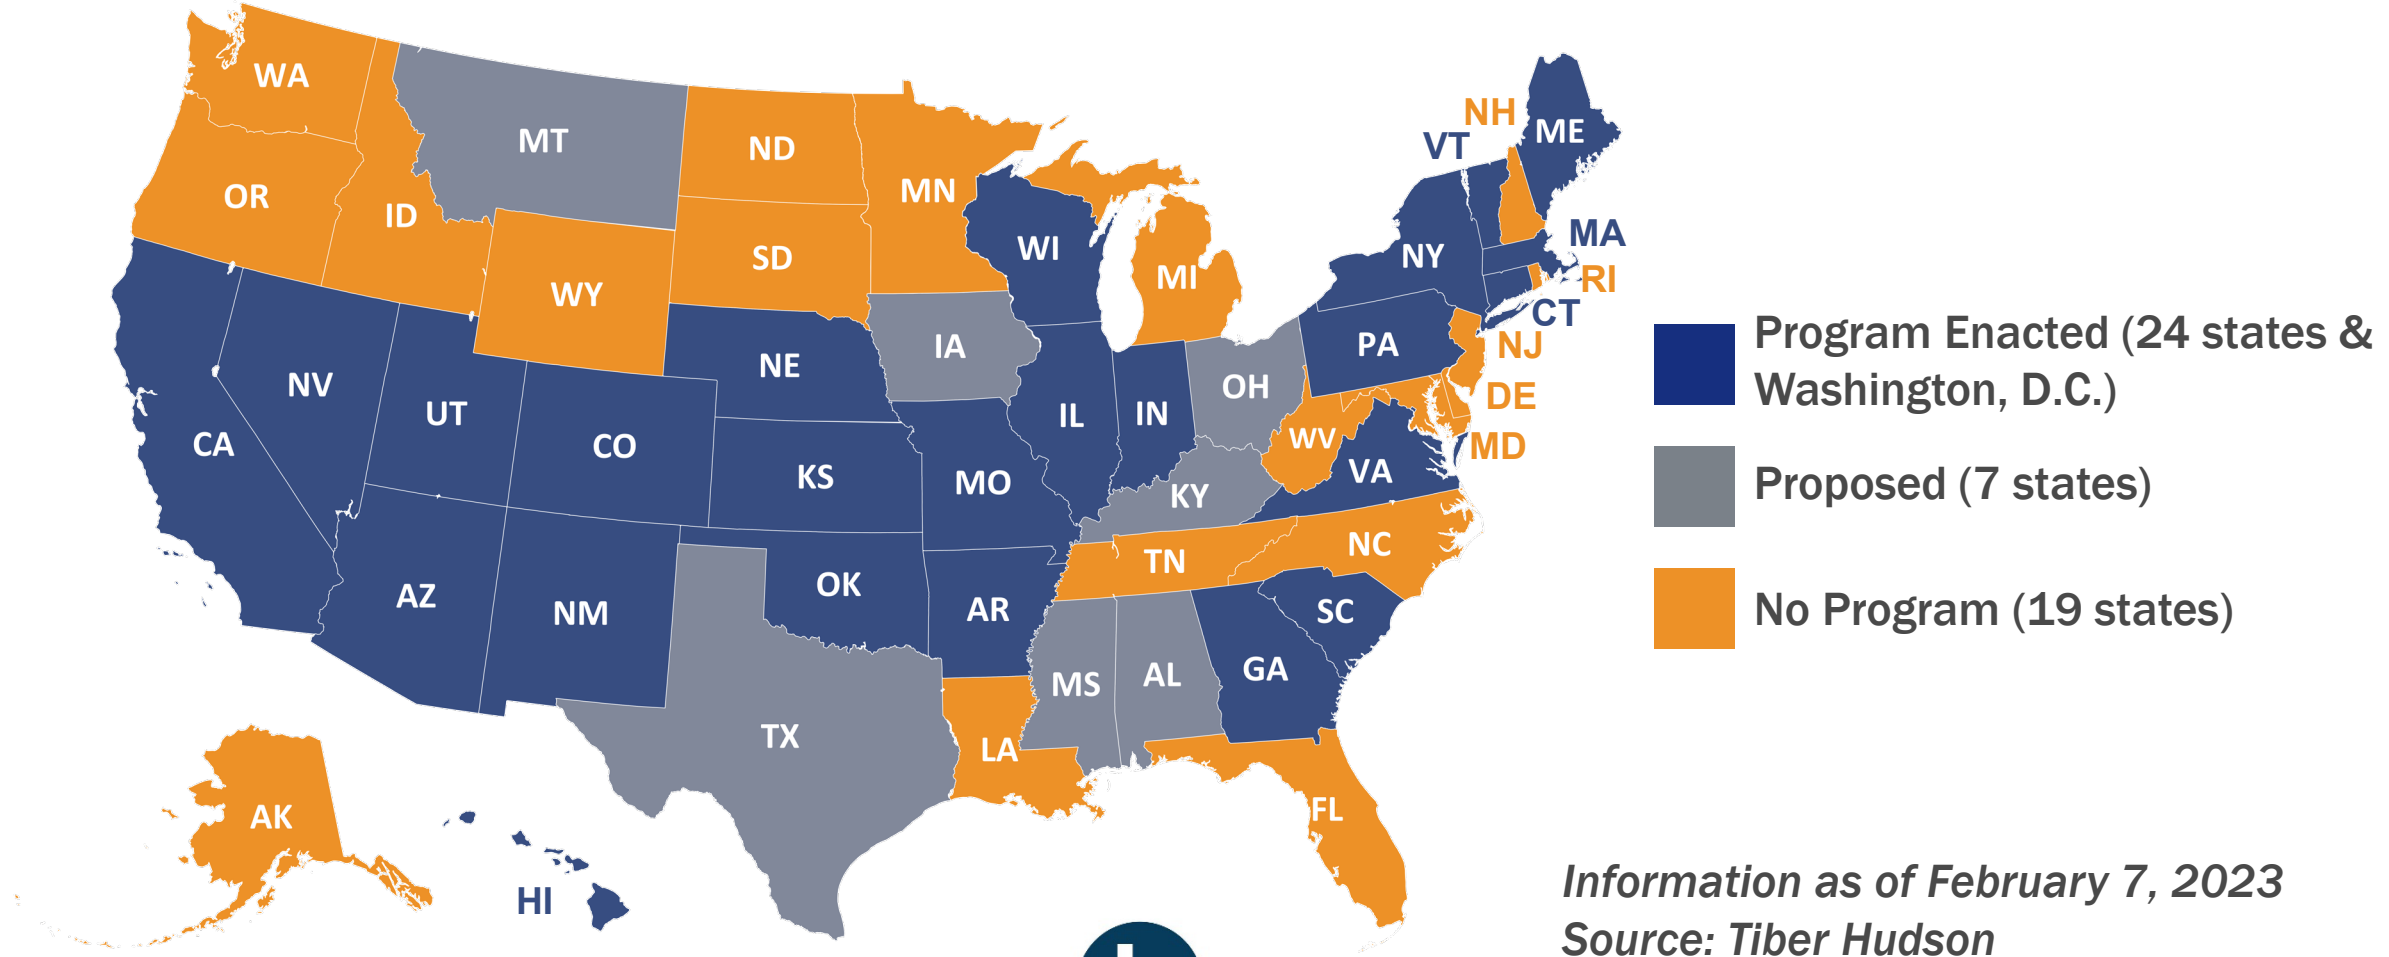 WA
MT
ND
MN
OR
ID
SD
WY
WI
MI
NH
VT
ME
MA
NY
RI
CT
NJ
PA
DE
MD
IA
NE
NV
UT
CO
CA
KS
MO
IL
IN
OH
WV
VA
KY
TN
NC
AZ
NM
OK
AR
SC
GA
MS
AL
TX
LA
FL
AK
HI
Program Enacted (24 states &
Washington, D.C.)
Proposed (7 states)
No Program (19 states)
Information as of February 7, 2023
Source: Tiber Hudson